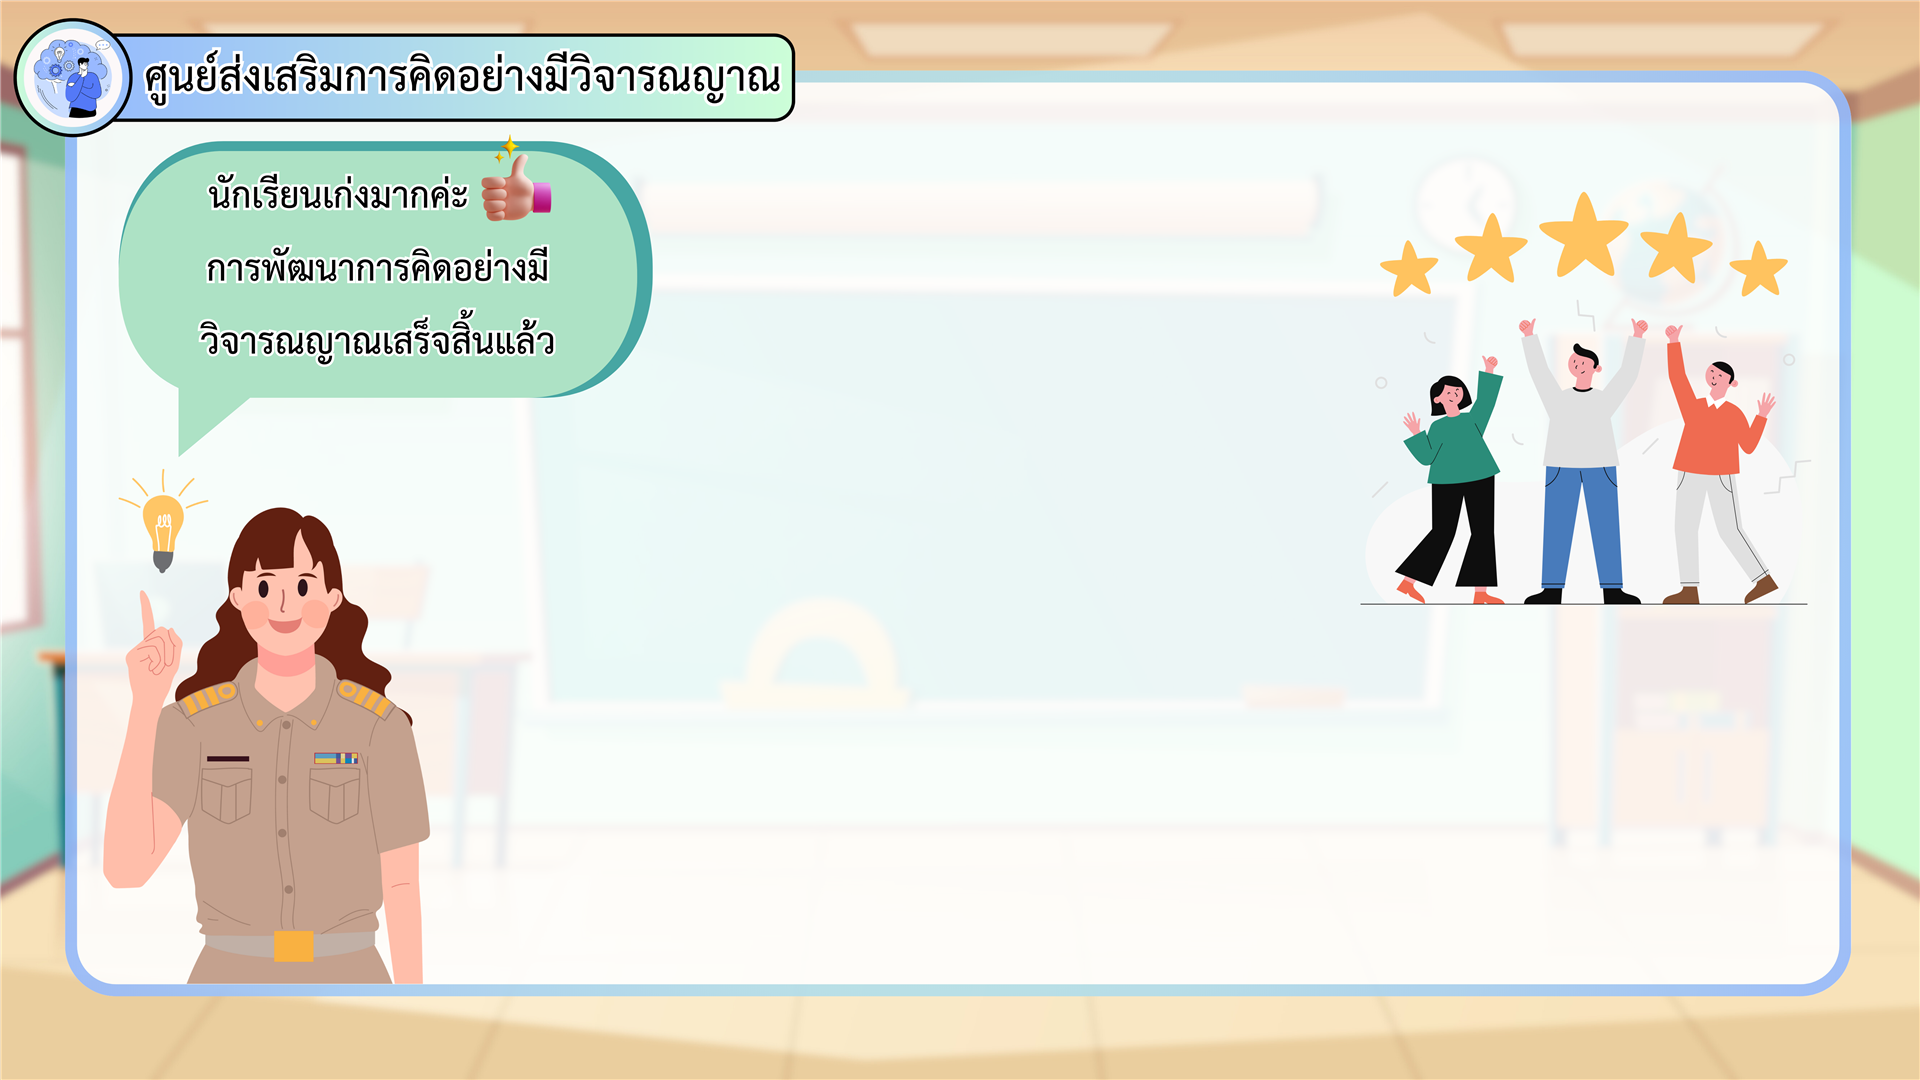 ศูนย์ส่งเสริมการคิดอย่างมีวิจารณญาณ
นักเรียนเก่งมากค่ะ
การพัฒนาการคิดอย่างมี
วิจารณญาณเสร็จสิ้นแล้ว